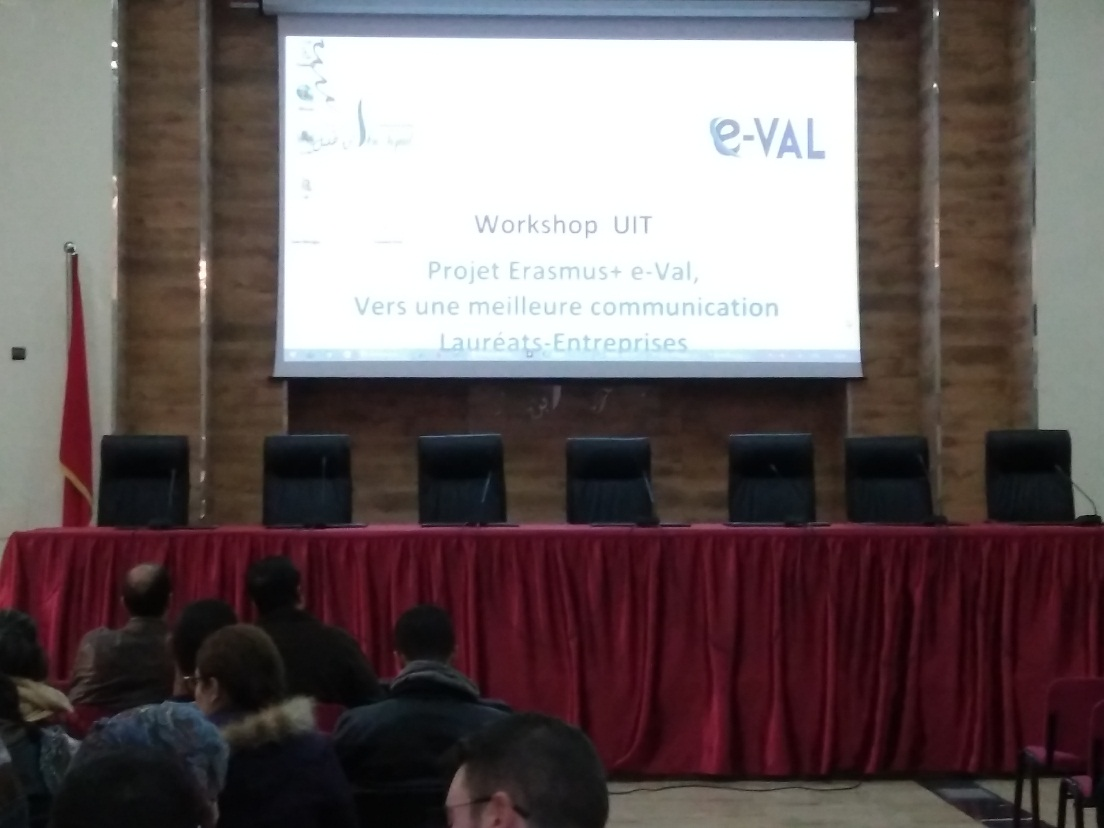 e-VAL
Workshop UIT
Projet Erasmus+ e-Val,
Vers une meilleure communication
Lauréats-Entreprises